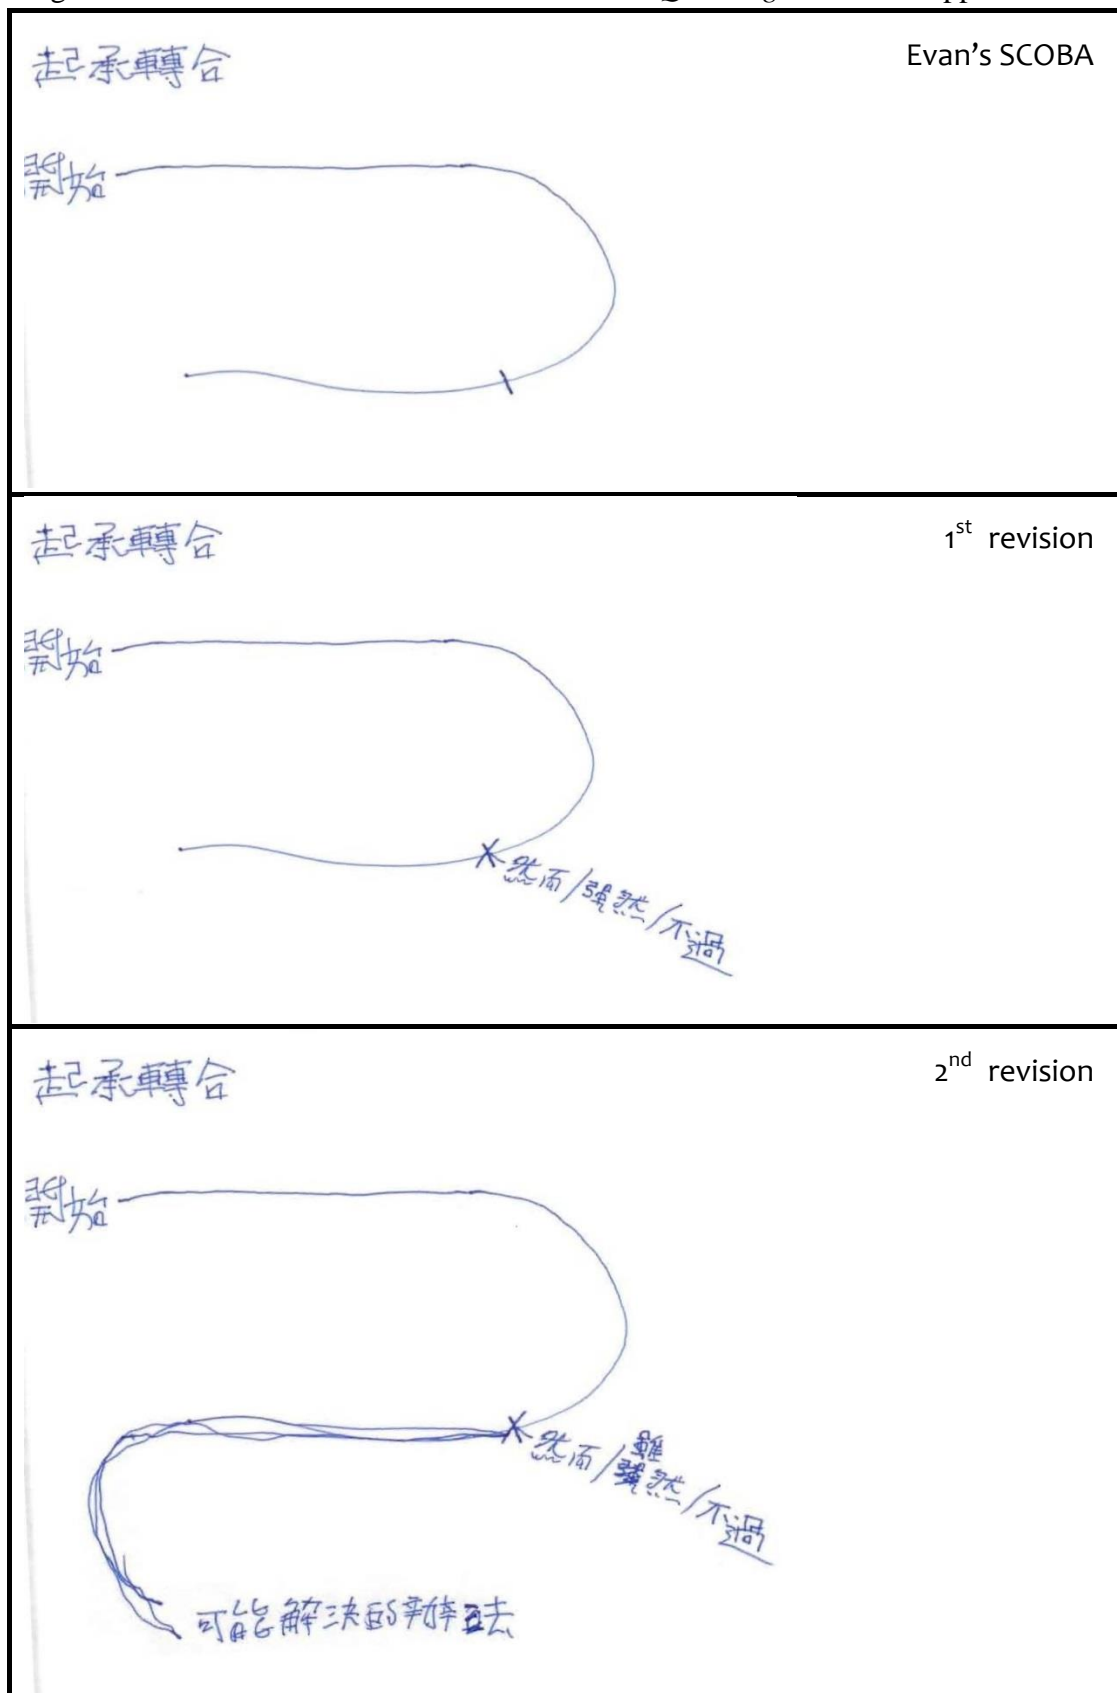 起承轉合
Evan's SCOBA
開始
起承轉合
1st revision
開始
然而/強然/不過
起承轉合
2nd revision
開始
然而/雖然/不過
可能解決的辦法